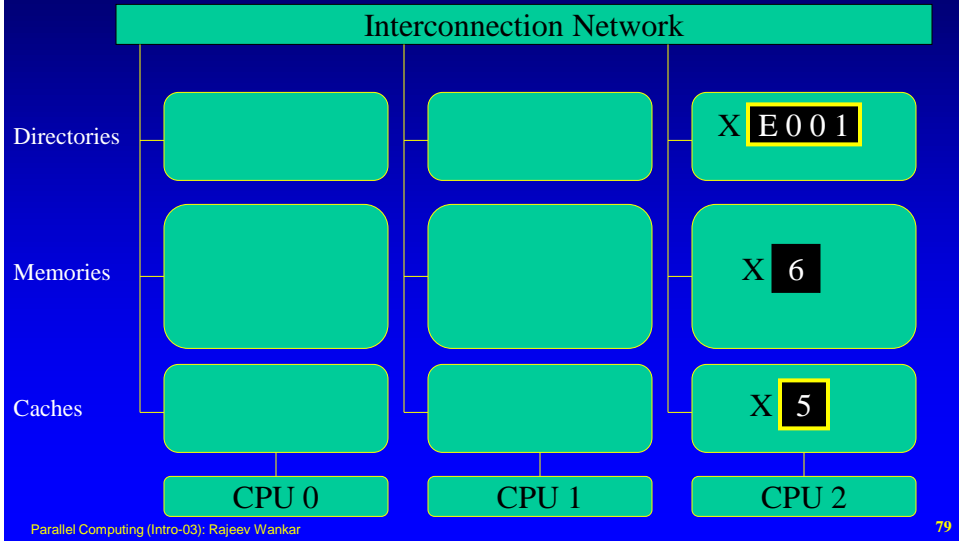 Interconnection Network
Directories
X E 0 0 1
Memories
X 6
Caches
X 5
CPU 0 CPU 1 CPU 2
Parallel Computing (Intro-03): Rajeev Wankar 79